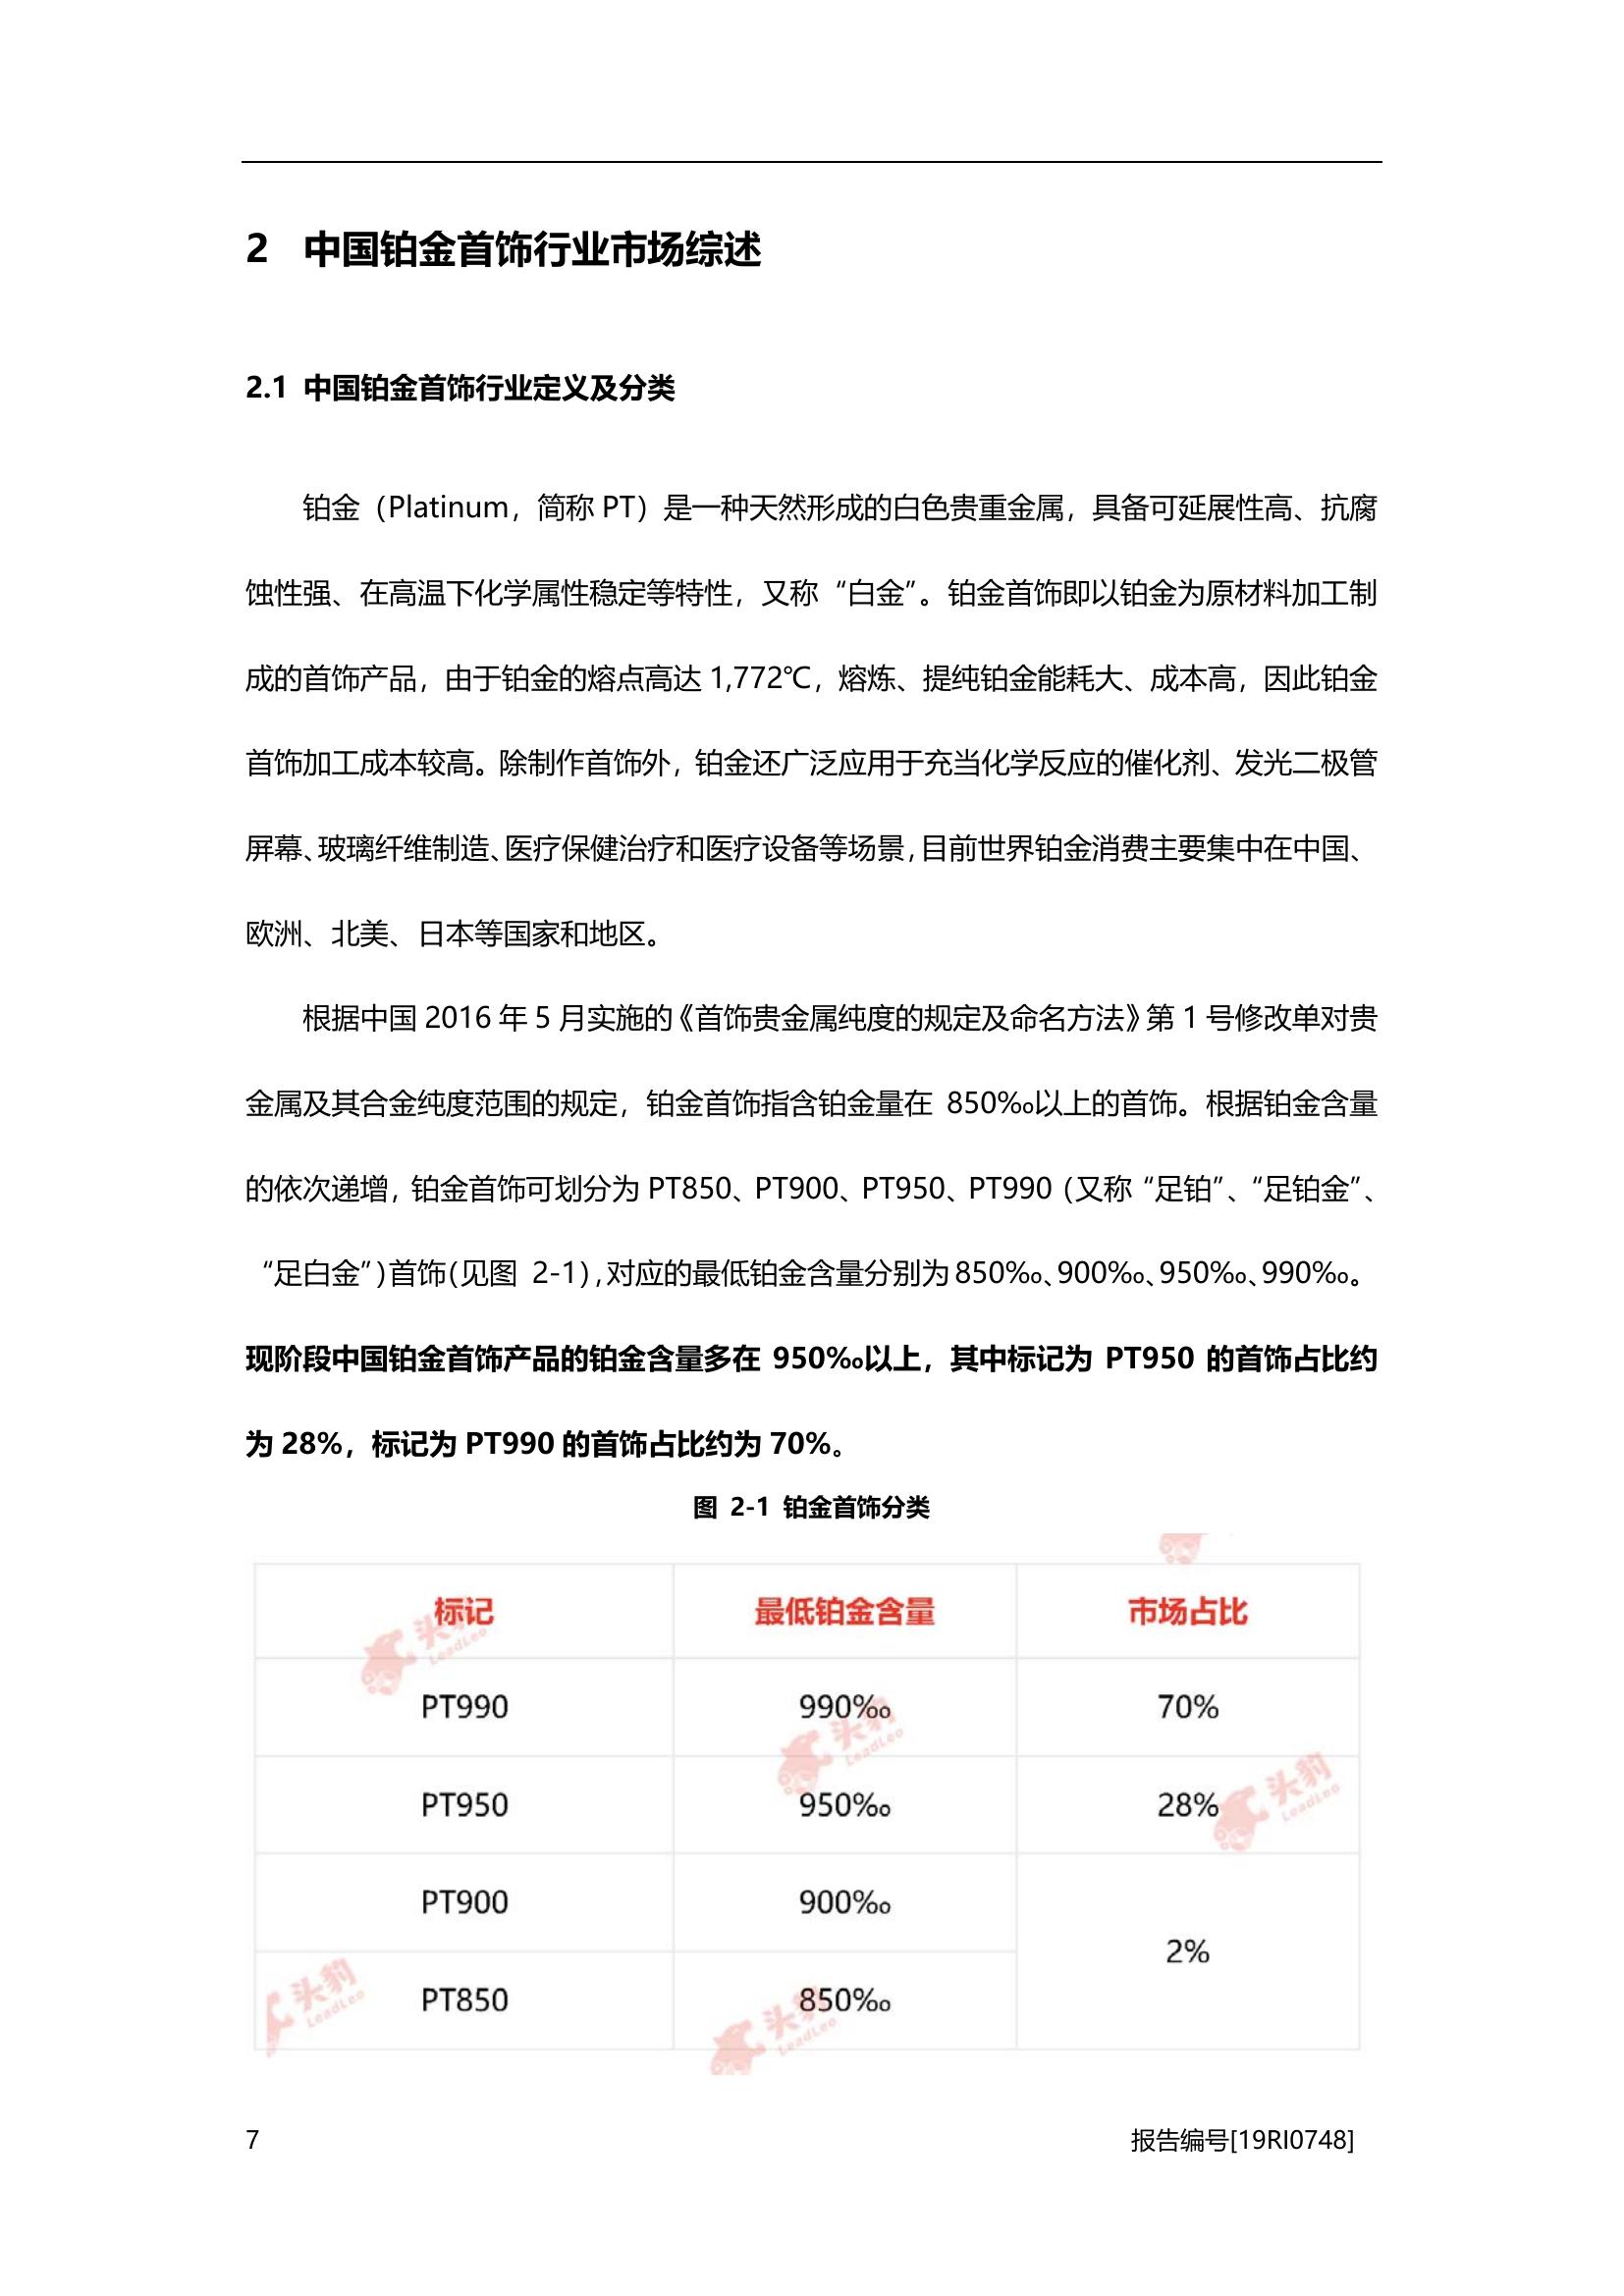 2 中国铂金首饰行业市场综述
2.1 中国铂金首饰行业定义及分类
铂金（Platinum，简称 PT）是一种天然形成的白色贵重金属，具备可延展性高、抗腐
蚀性强、在高温下化学属性稳定等特性，又称“白金”。铂金首饰即以铂金为原材料加工制
成的首饰产品，由于铂金的熔点高达 1,772℃，熔炼、提纯铂金能耗大、成本高，因此铂金
首饰加工成本较高。除制作首饰外，铂金还广泛应用于充当化学反应的催化剂、发光二极管
屏幕、玻璃纤维制造、医疗保健治疗和医疗设备等场景，目前世界铂金消费主要集中在中国、
欧洲、北美、日本等国家和地区。
根据中国 2016 年 5 月实施的《首饰贵金属纯度的规定及命名方法》第 1 号修改单对贵
金属及其合金纯度范围的规定，铂金首饰指含铂金量在 850‰以上的首饰。根据铂金含量
的依次递增，铂金首饰可划分为 PT850、PT900、PT950、PT990（又称“足铂”、“足铂金”、
“足白金”）首饰（见图 2-1），对应的最低铂金含量分别为 850‰、900‰、950‰、990‰。
现阶段中国铂金首饰产品的铂金含量多在 950‰以上，其中标记为 PT950 的首饰占比约
为 28%，标记为 PT990 的首饰占比约为 70%。
图 2-1 铂金首饰分类
标记 最低铂金含量 市场占比
PT990 990‰ 70%
PT950 950‰ 28%
PT900 900‰
2%
PT850 850‰
头豹
LeadLeo
头豹
LeadLeo
头豹
LeadLeo
头豹
LeadLeo
头豹
LeadLeo
7 报告编号[19RI0748]